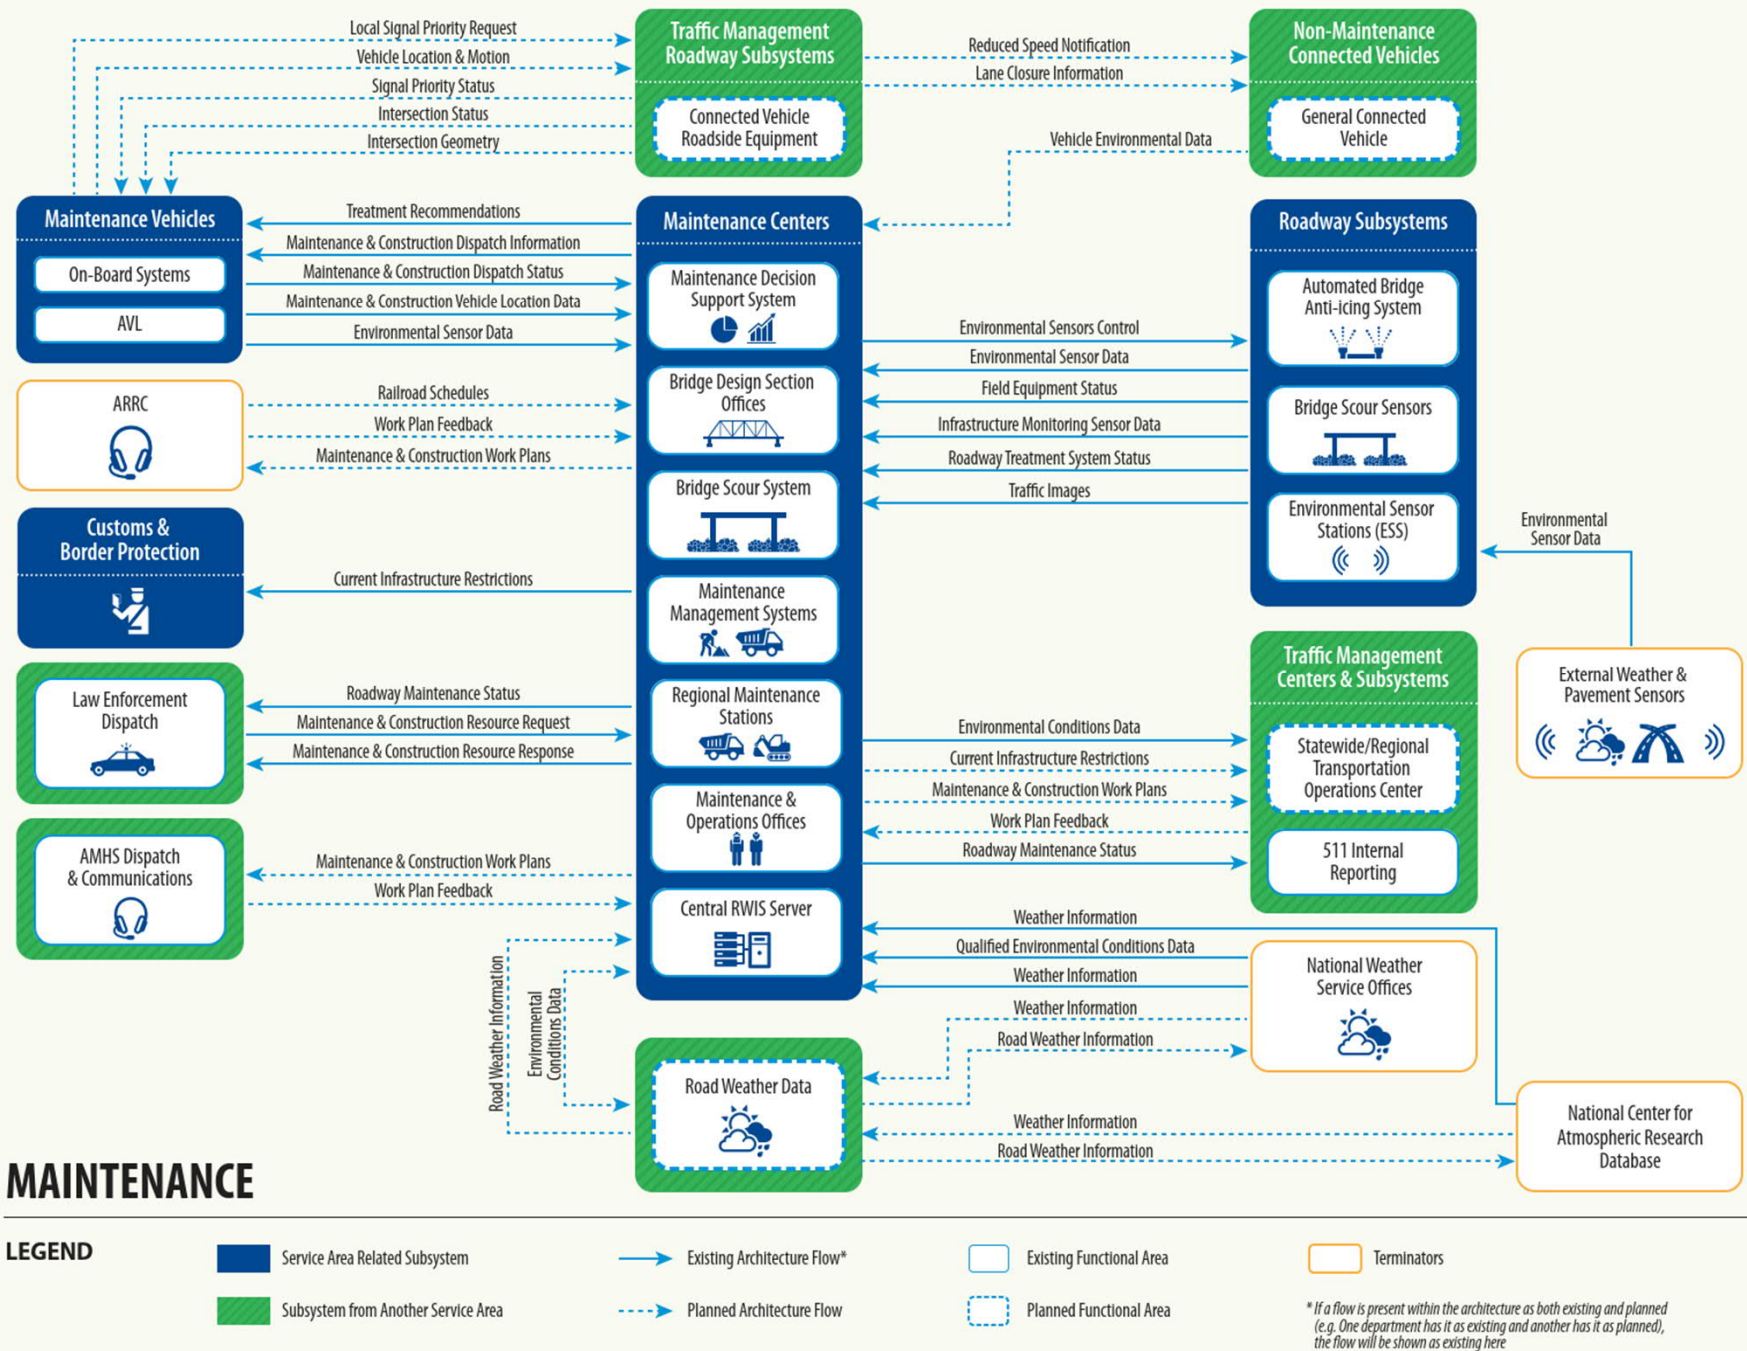 Local Signal Priority Request
Vehicle Location & Motion
Signal Priority Status
Intersection Status
Intersection Geometry
Traffic Management
Roadway Subsystems
Connected Vehicle
Roadside Equipment
Reduced Speed Notification
Lane Closure Information
Vehicle Environmental Data
Non-Maintenance
Connected Vehicles
General Connected
Vehicle
Maintenance Vehicles
On-Board Systems
AVL
Treatment Recommendations
Maintenance & Construction Dispatch Information
Maintenance & Construction Dispatch Status
Maintenance & Construction Vehicle Location Data
Environmental Sensor Data
ARRC
Railroad Schedules
Work Plan Feedback
Maintenance & Construction Work Plans
Customs &
Border Protection
Current Infrastructure Restrictions
Law Enforcement
Dispatch
Roadway Maintenance Status
Maintenance & Construction Resource Request
Maintenance & Construction Resource Response
AMHS Dispatch
& Communications
Maintenance & Construction Work Plans
Work Plan Feedback
Maintenance Centers
Maintenance Decision
Support System
Bridge Design Section
Offices
Bridge Scour System
Maintenance
Management Systems
Regional Maintenance
Stations
Maintenance &
Operations Offices
Central RWIS Server
Environmental Sensors Control
Environmental Sensor Data
Field Equipment Status
Infrastructure Monitoring Sensor Data
Roadway Treatment System Status
Traffic Images
Roadway Subsystems
Automated Bridge
Anti-icing System
Bridge Scour Sensors
Environmental Sensor
Stations (ESS)
Environmental
Sensor Data
External Weather &
Pavement Sensors
Environmental Conditions Data
Current Infrastructure Restrictions
Maintenance & Construction Work Plans
Work Plan Feedback
Roadway Maintenance Status
Traffic Management
Centers & Subsystems
Statewide/Regional
Transportation
Operations Center
511 Internal
Reporting
Weather Information
Qualified Environmental Conditions Data
Weather Information
Weather Information
Road Weather Information
National Weather
Service Offices
Road Weather Information
Environmental
Conditions Data
Road Weather Data
Weather Information
Road Weather Information
National Center for
Atmospheric Research
Database
MAINTENANCE
LEGEND
Service Area Related Subsystem
Existing Architecture Flow*
Existing Functional Area
Terminators
Subsystem from Another Service Area
Planned Architecture Flow
Planned Functional Area
* If a flow is present within the architecture as both existing and planned
(e.g. One department has it as existing and another has it as planned),
the flow will be shown as existing here